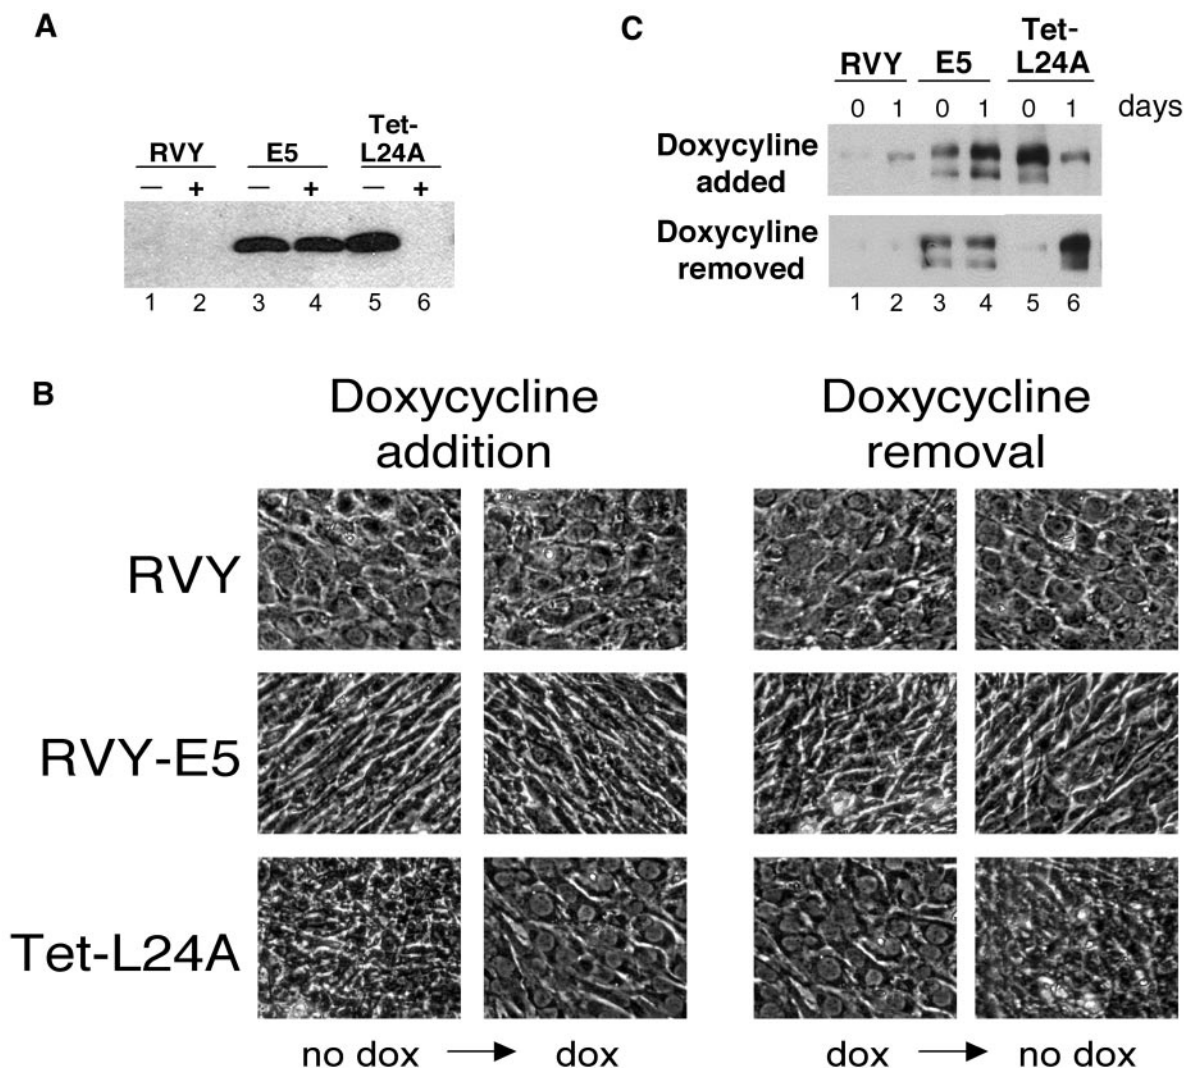 A
Tet-
RVY E5 L24A
— + — + — +
1 2 3 4 5 6
C
Tet-
RVY E5 L24A
0 1 0 1 0 1 days
Doxycyline
added
Doxycyline
removed
1 2 3 4 5 6
B
Doxycycline
addition
Doxycycline
removal
RVY
RVY-E5
Tet-L24A
no dox → dox
dox → no dox